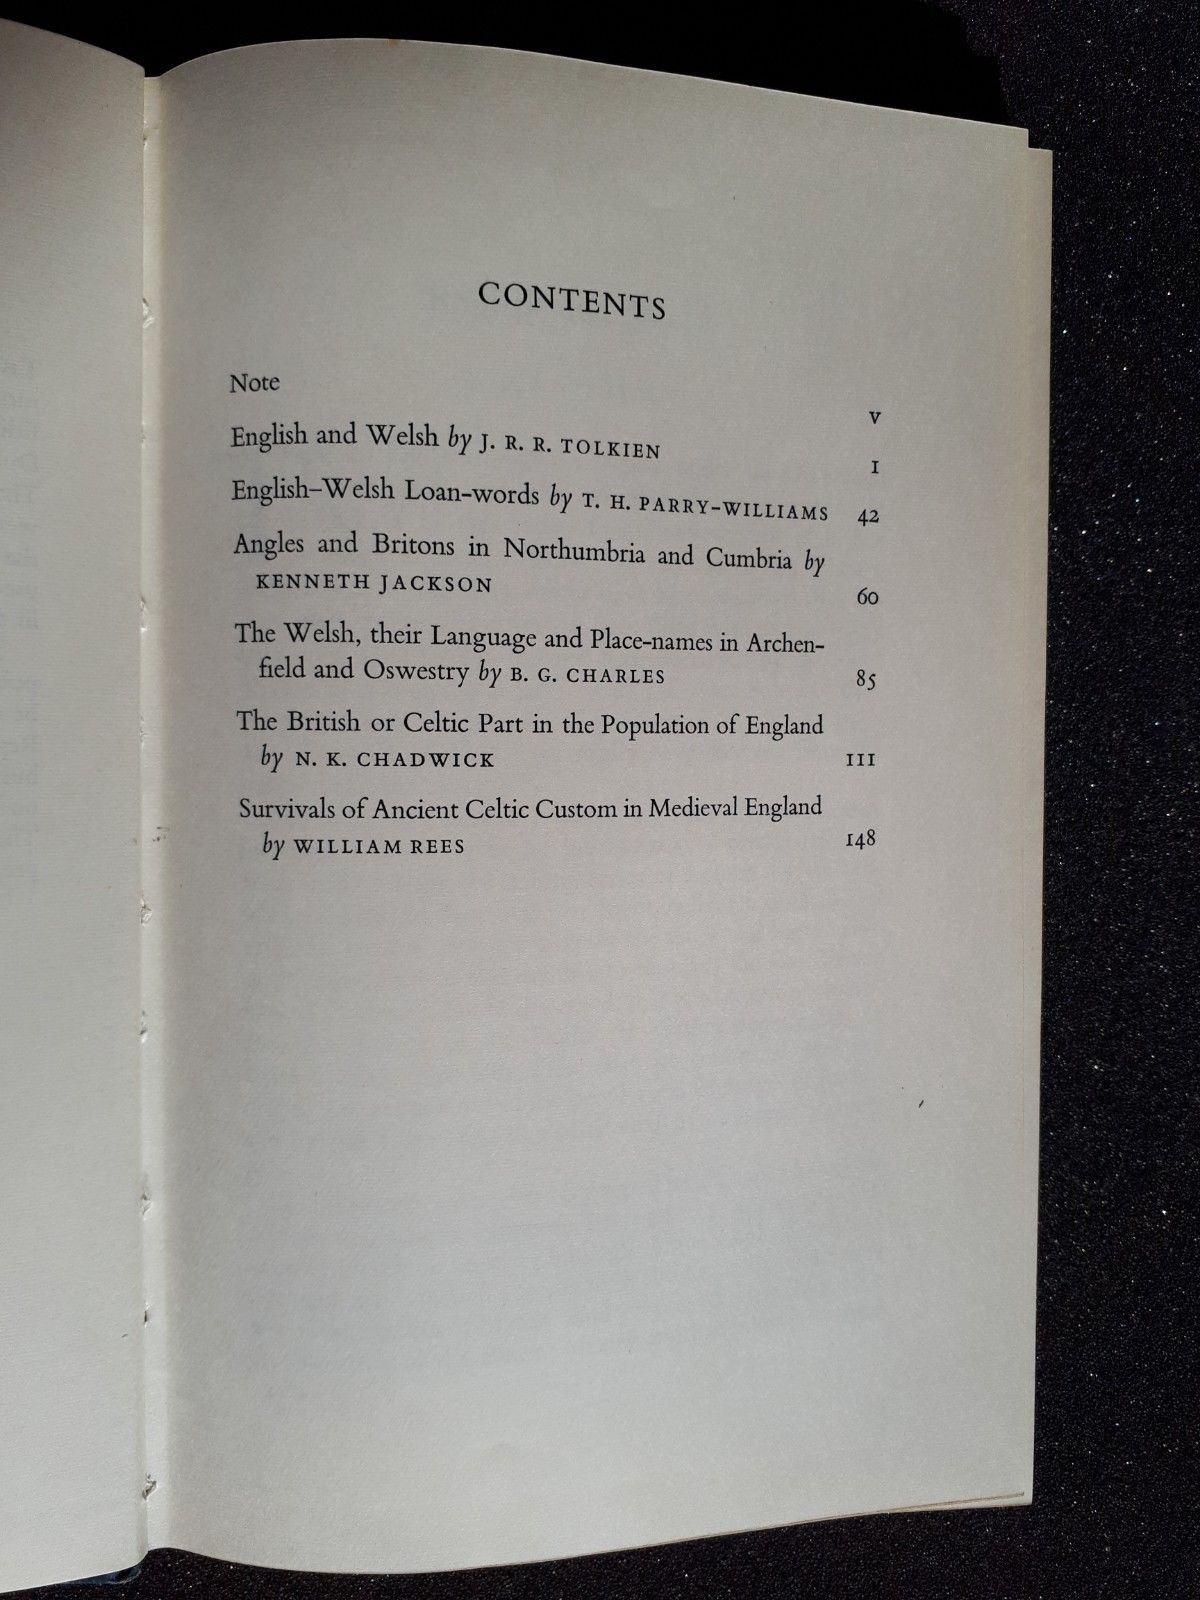 CONTENTS
Note v
English and Welsh by J. R. R. TOLKIEN 1
English–Welsh Loan-words by T. H. PARRY-WILLIAMS 42
Angles and Britons in Northumbria and Cumbria by
KENNETH JACKSON 60
The Welsh, their Language and Place-names in Archen-
field and Oswestry by B. G. CHARLES 85
The British or Celtic Part in the Population of England
by N. K. CHADWICK 111
Survivals of Ancient Celtic Custom in Medieval England
by WILLIAM REES 148